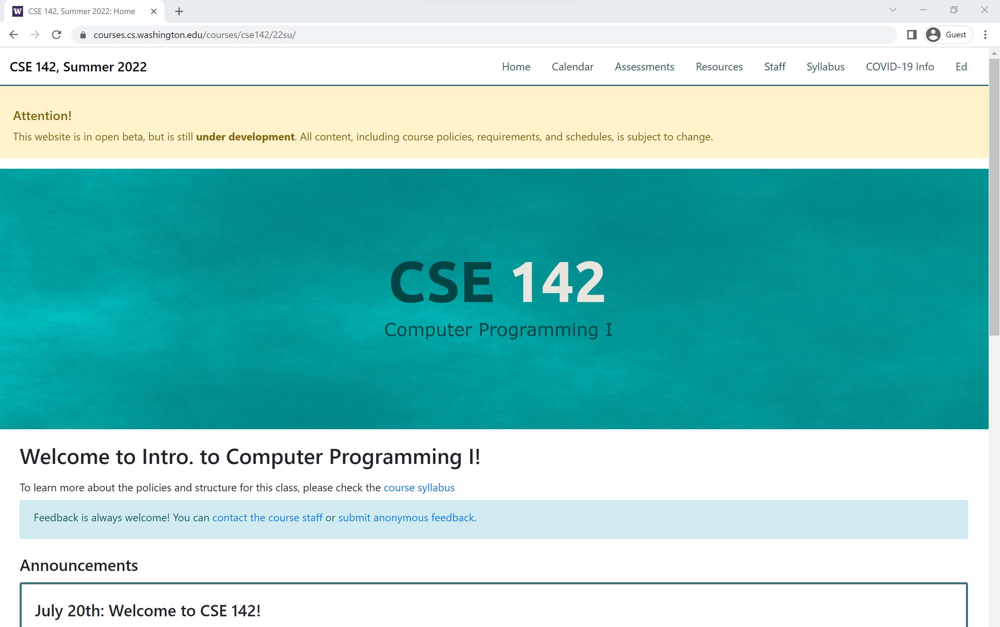 CSE 142, Summer 2022: Home
courses.cs.washington.edu/courses/cse142/22su/
Guest
CSE 142, Summer 2022
Home Calendar Assessments Resources Staff Syllabus COVID-19 Info Ed
Attention!
This website is in open beta, but is still under development. All content, including course policies, requirements, and schedules, is subject to change.
CSE 142
Computer Programming I
Welcome to Intro. to Computer Programming I!
To learn more about the policies and structure for this class, please check the course syllabus
Feedback is always welcome! You can contact the course staff or submit anonymous feedback.
Announcements
July 20th: Welcome to CSE 142!